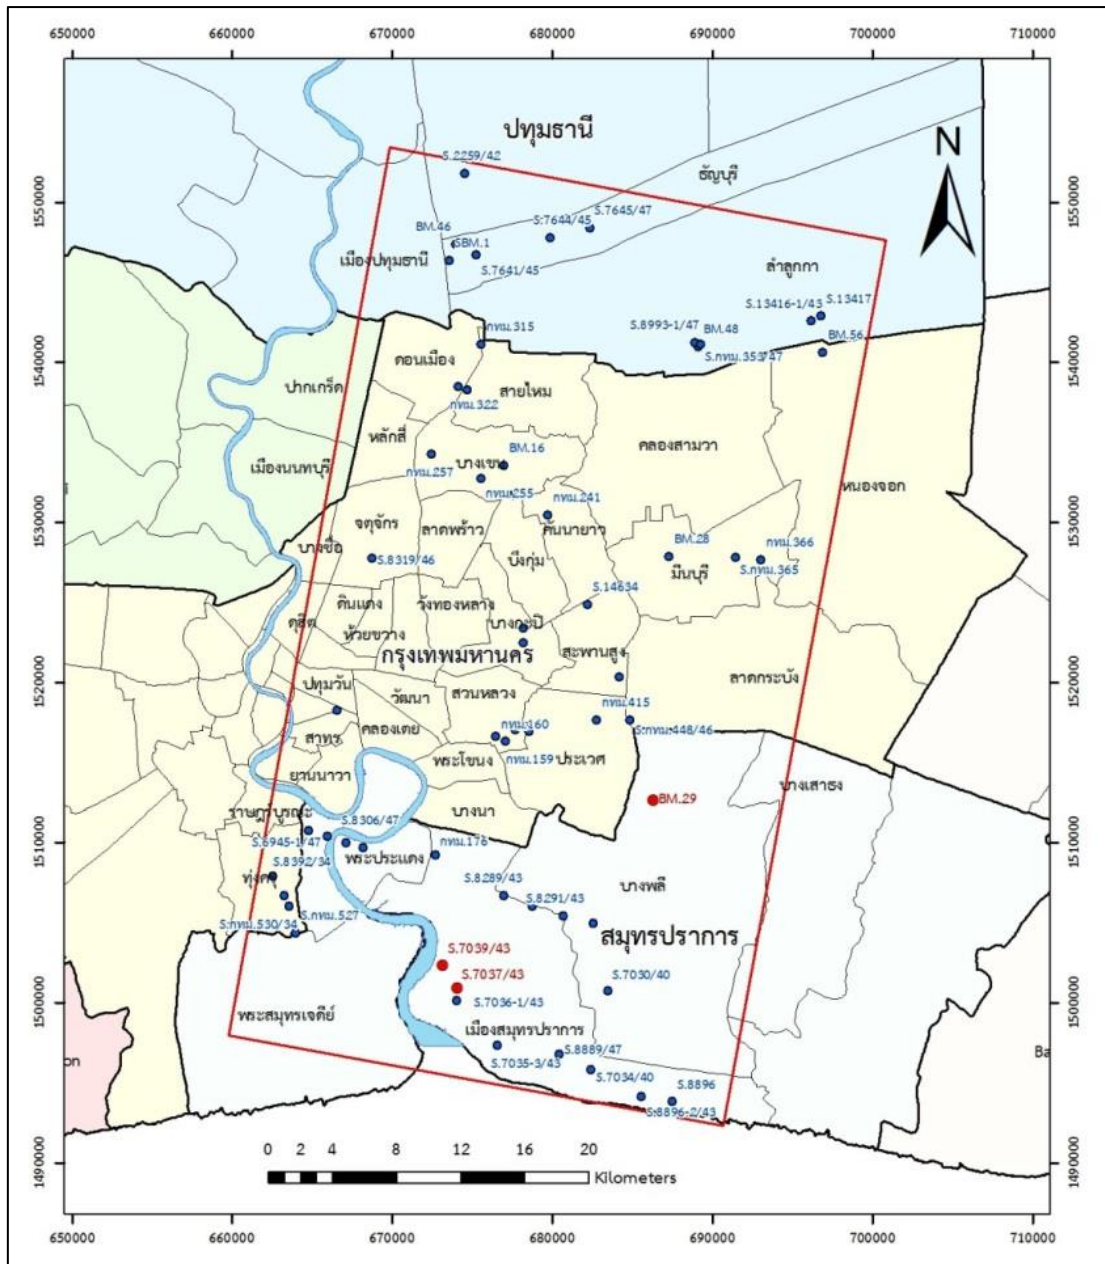 650000 660000 670000 680000 690000 700000 710000
ปทุมธานี
N
S.2259/42
ธัญบุรี
1550000
1550000
S.7645/47
S.7644/45
BM.46
SBM.1
เมืองปทุมธานี
S.7641/45
ลำลูกกา
S.13416-1/43
S.13417
S.8993-1/47
BM.48
กทม.315
BM.56
S.กทม.353/47
1540000
1540000
ดอนเมือง
ปากเกร็ด
สายไหม
กทม.322
หลักสี่
คลองสามวา
BM.16
เมืองนนทบุรี
บางเขน
กทม.257
หนองจอก
กทม.255
กทม.241
1530000
1530000
จตุจักร
ลาดพร้าว
คันนายาว
BM.28
กทม.366
บางซื่อ
S.8319/46
บึงกุ่ม
มีนบุรี
S.กทม.365
S.14634
ดินแดง
วังทองหลาง
ดุสิต
บางกะปิ
ห้วยขวาง
สะพานสูง
กรุงเทพมหานคร
1520000
1520000
ลาดกระบัง
ปทุมวัน
วัฒนา
สวนหลวง
กทม.415
สาทร
คลองเตย
กทม.160
S.กทม.448/46
พระโขนง
กทม.159
ประเวศ
ยานนาวา
บางเสาธง
BM.29
ราษฎร์บูรณะ
บางนา
S.8306/47
1510000
1510000
S.6945-1/47
กทม.176
พระประแดง
S.8392/34
ทุ่งครุ
S.8289/43
บางพลี
S.8291/43
S.กทม.527
S.กทม.530/34
สมุทรปราการ
S.7039/43
S.7037/43
S.7030/40
1500000
1500000
S.7036-1/43
พระสมุทรเจดีย์
เมืองสมุทรปราการ
S.8889/47
on
Ba
S.7035-3/43
S.7034/40
S.8896
S.8896-2/43
0 2 4 8 12 16 20
Kilometers
1490000
1490000
650000 660000 670000 680000 690000 700000 710000